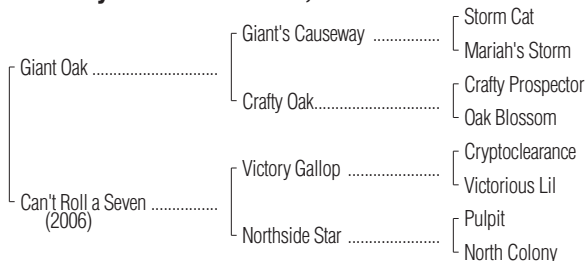 Storm Cat
Giant's Causeway ................
Mariah's Storm
Giant Oak ..............................
Crafty Prospector
Crafty Oak..............................
Oak Blossom
Cryptoclearance
Victory Gallop ......................
Victorious Lil
Can't Roll a Seven ................
(2006)
Pulpit
Northside Star ......................
North Colony